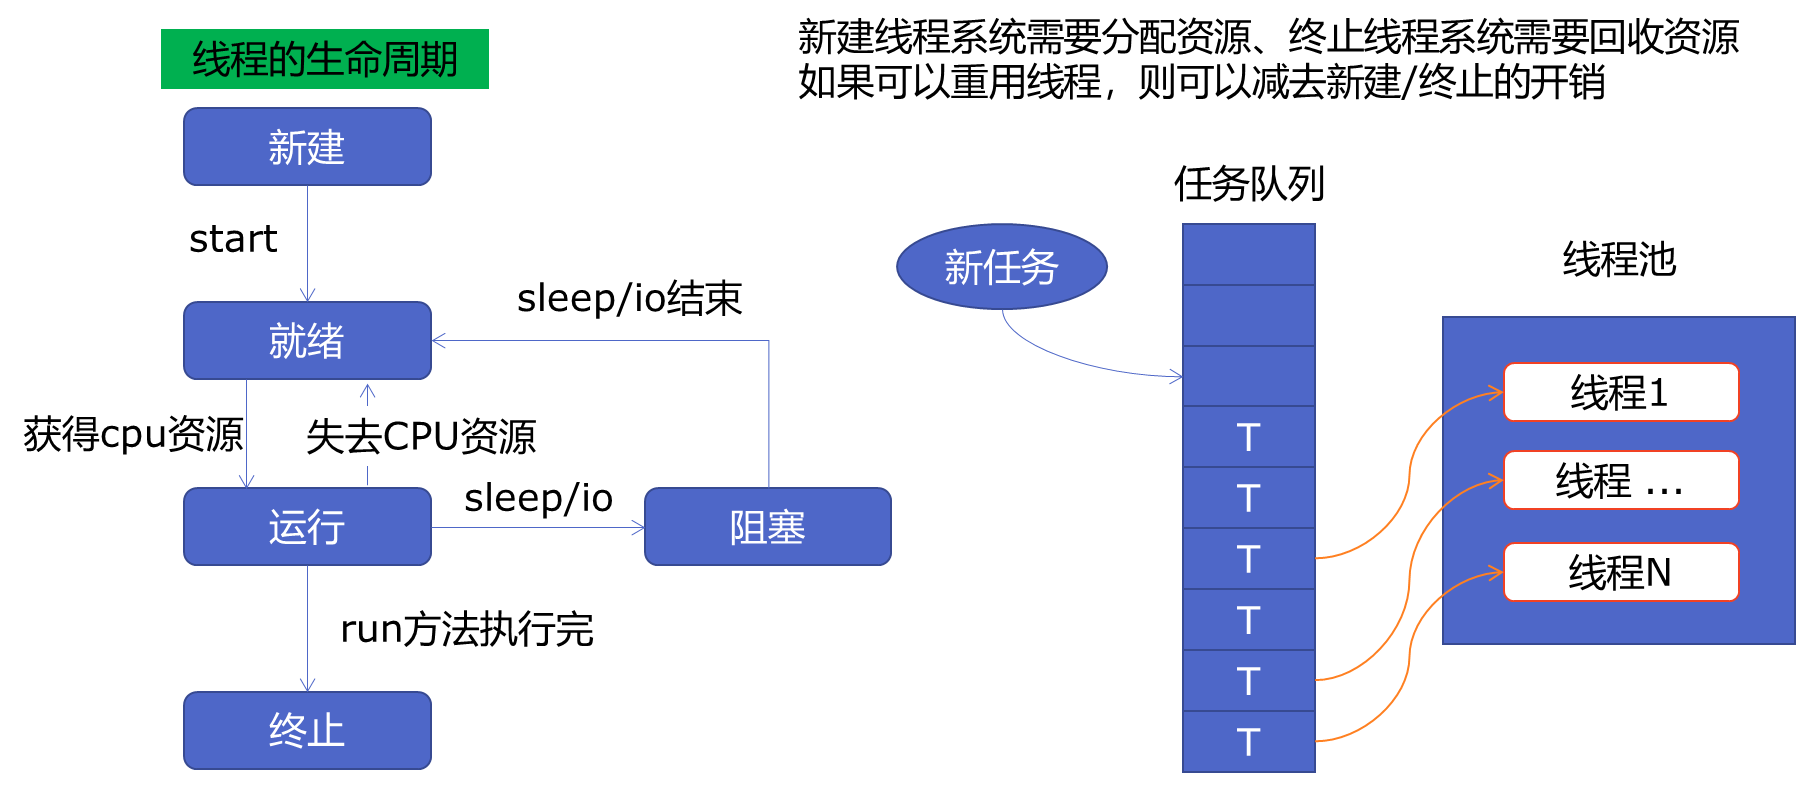 线程的生命周期
新建线程系统需要分配资源、终止线程系统需要回收资源
如果可以重用线程，则可以减去新建/终止的开销
新建
start
就绪
sleep/io结束
获得cpu资源
失去CPU资源
运行
sleep/io
阻塞
run方法执行完
终止
任务队列
新任务
T
T
T
T
T
T
线程池
线程1
线程 ...
线程N